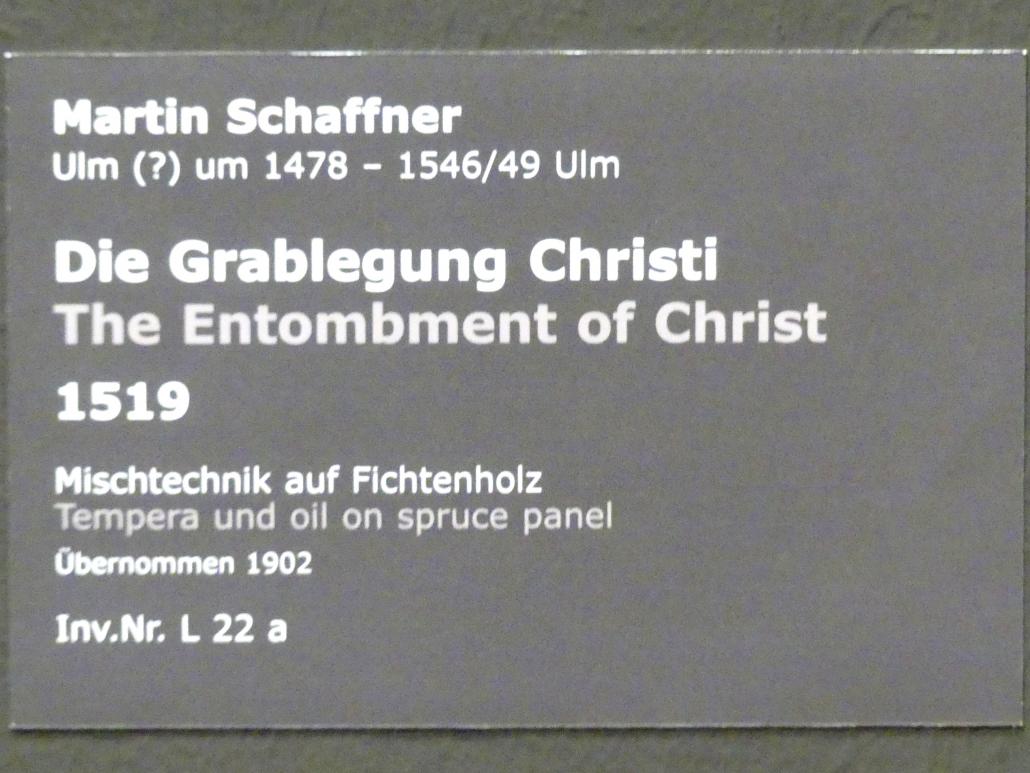 Martin Schaffner
Ulm (?) um 1478 – 1546/49 Ulm
Die Grablegung Christi
The Entombment of Christ
1519
Mischtechnik auf Fichtenholz
Tempera und oil on spruce panel
Übernommen 1902
Inv.Nr. L 22 a